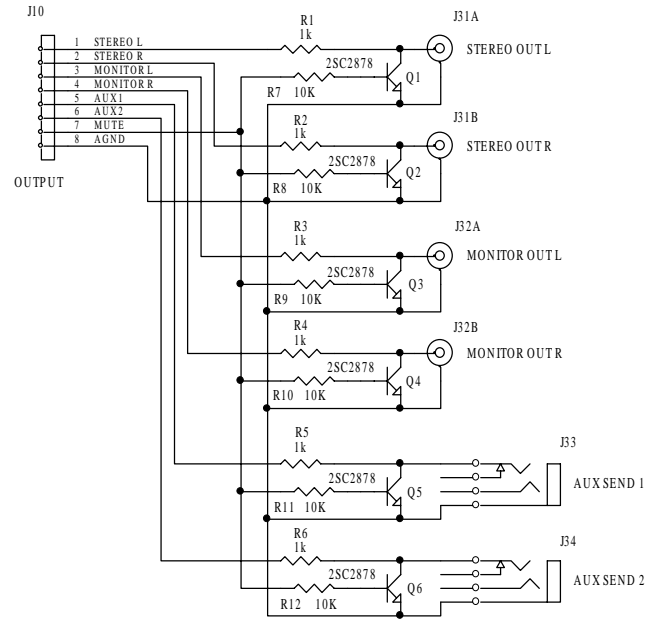 J10
1 STEREO L
2 STEREO R
3 MONITOR L
4 MONITOR R
5 AUX1
6 AUX2
7 MUTE
8 AGND
OUTPUT
R1
1k
2SC2878
Q1
R7 10K
J31A
STEREO OUT L
R2
1k
2SC2878
Q2
R8 10K
J31B
STEREO OUT R
R3
1k
2SC2878
Q3
R9 10K
J32A
MONITOR OUT L
R4
1k
2SC2878
Q4
R10 10K
J32B
MONITOR OUT R
R5
1k
2SC2878
Q5
R11 10K
J33
AUX SEND 1
R6
1k
2SC2878
Q6
R12 10K
J34
AUX SEND 2